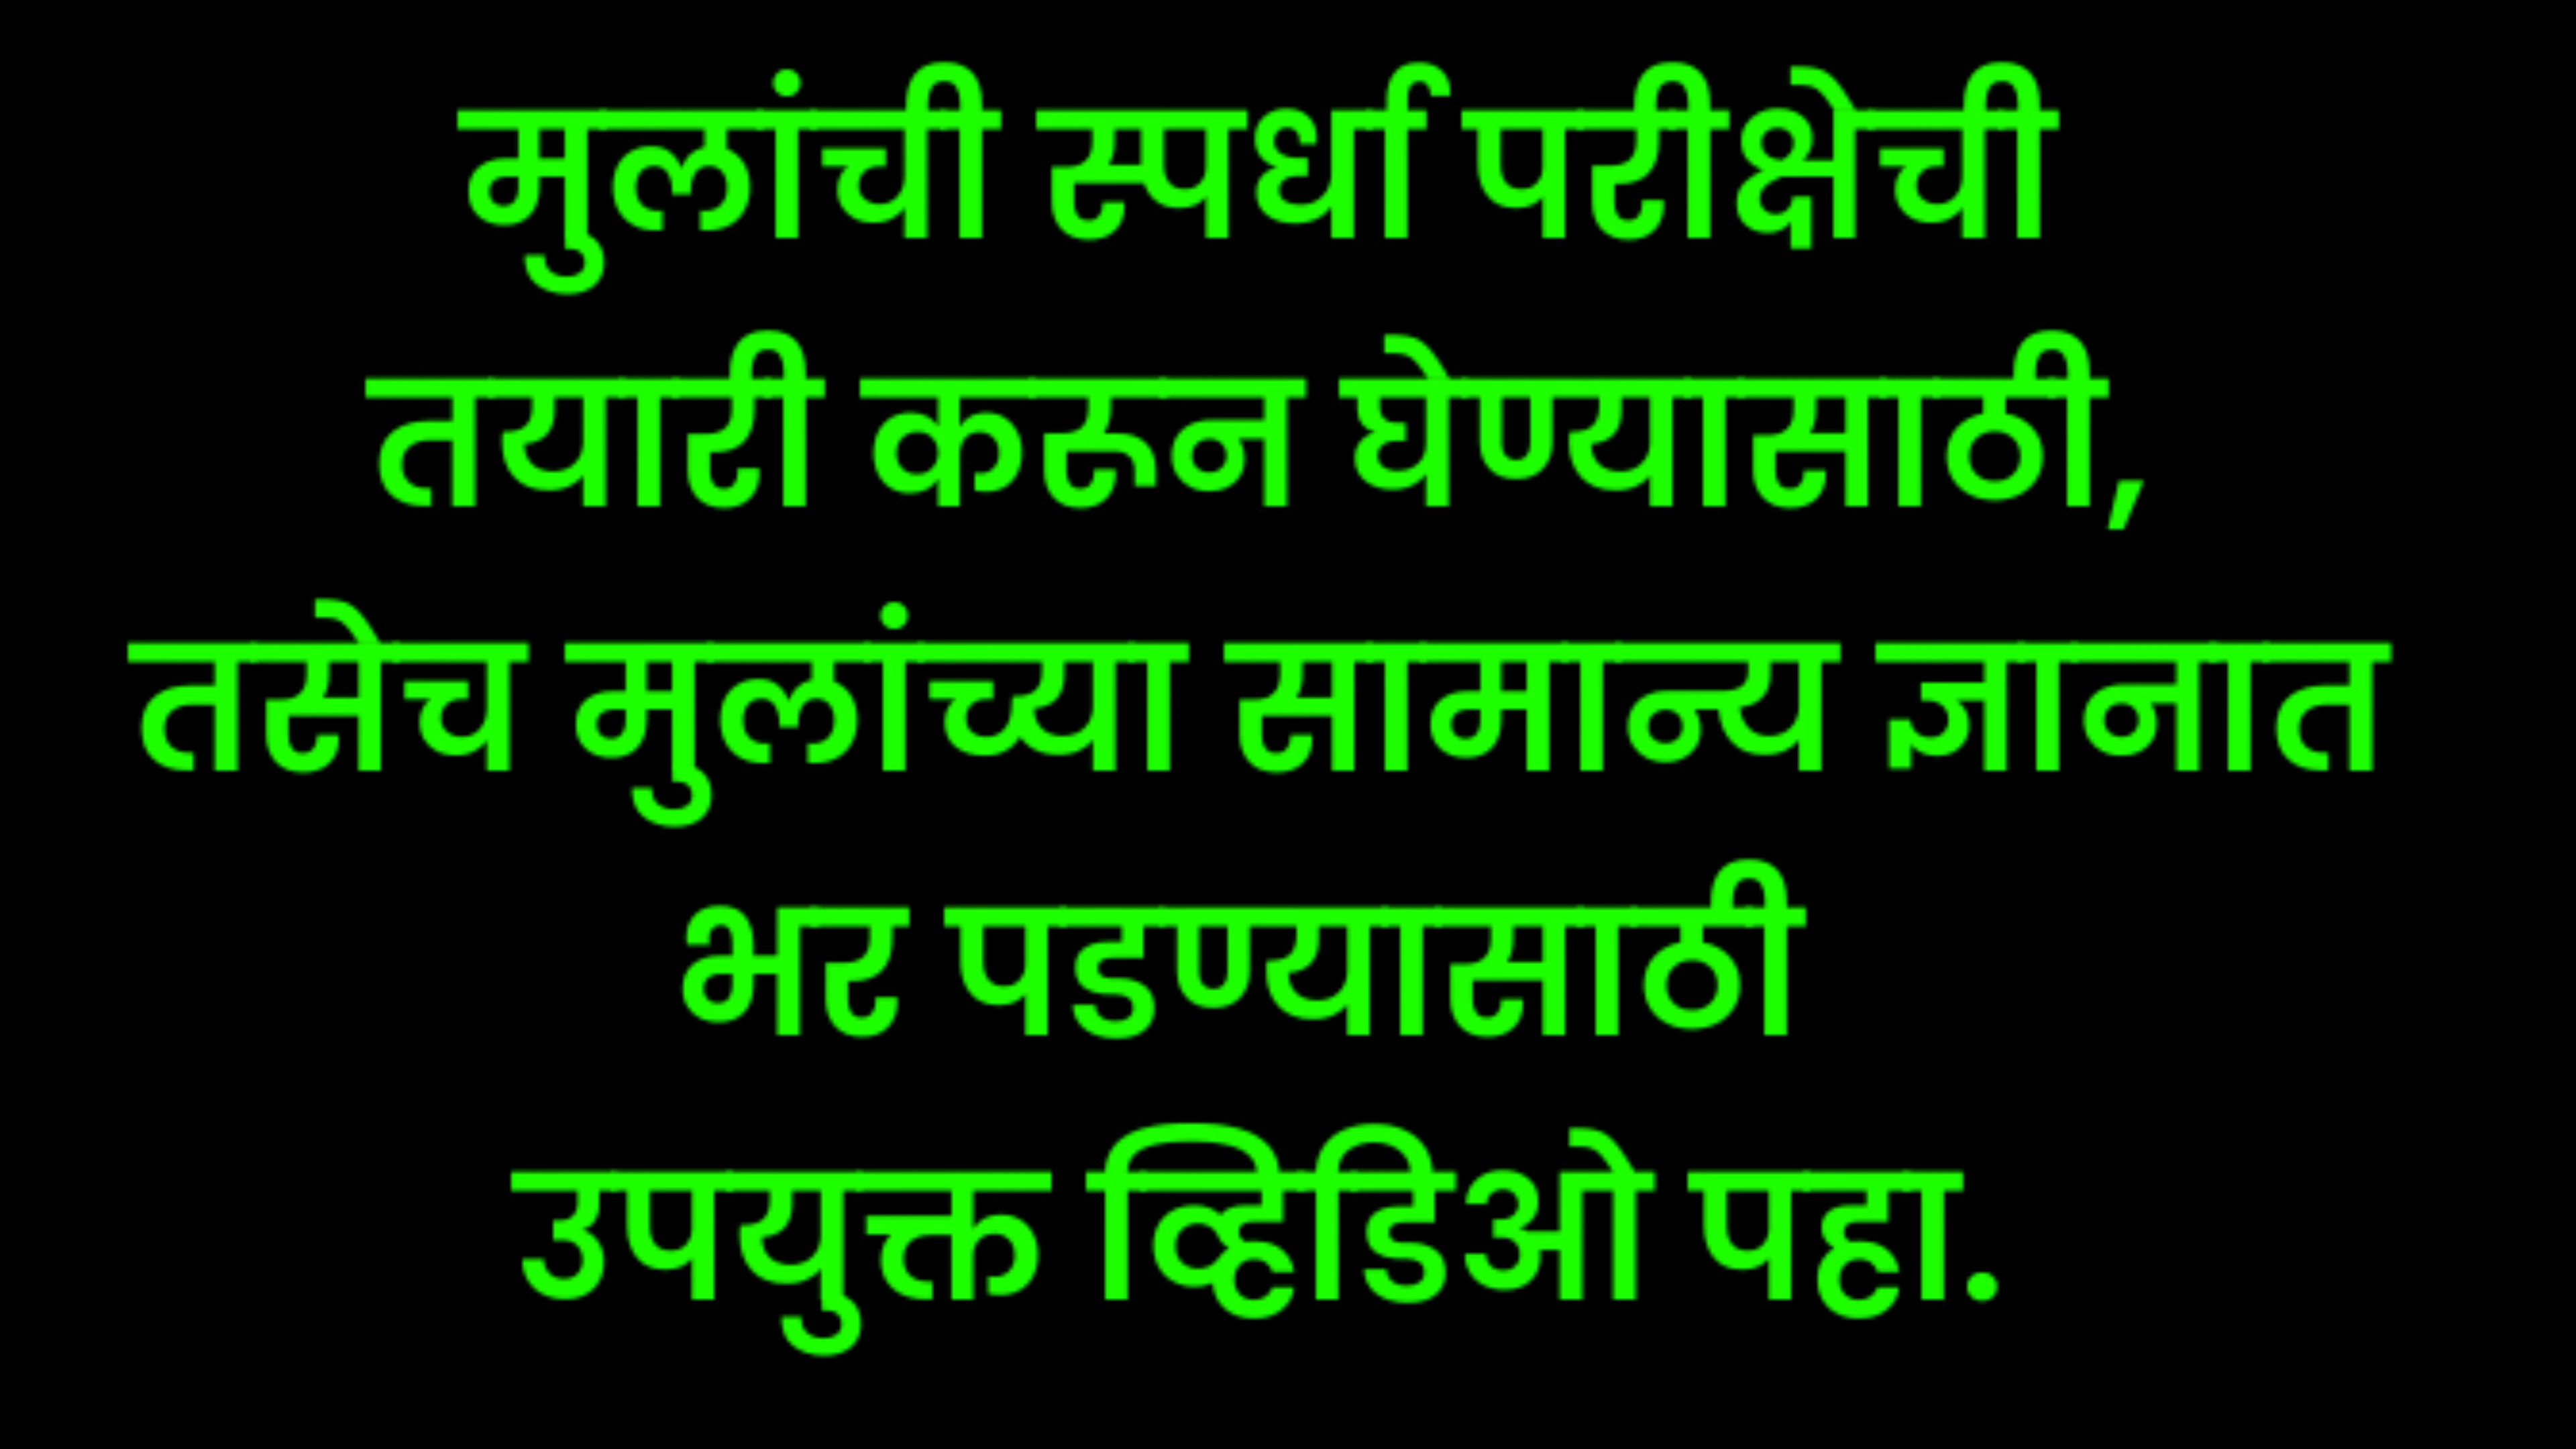 मुलांची स्पर्धा परीक्षेची
तयारी करून घेण्यासाठी,
तसेच मुलांच्या सामान्य ज्ञानात
भर पडण्यासाठी
उपयुक्त व्हिडिओ पहा.